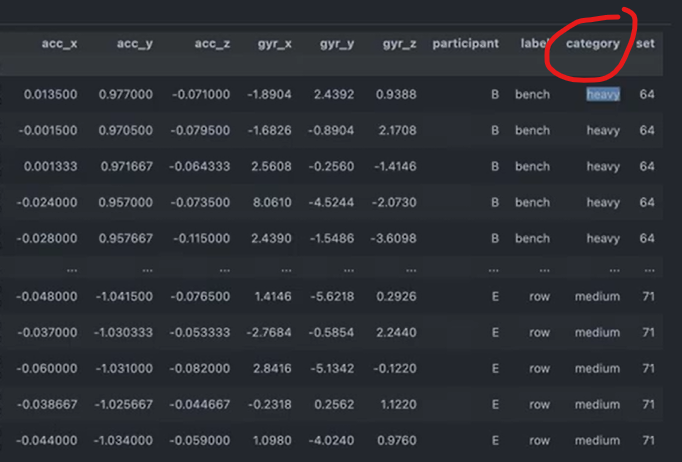 acc_x acc_y acc_z gyr_x gyr_y gyr_z participant label category set
0.013500 0.977000 -0.071000 -1.8904 2.4392 0.9388 B bench heavy 64
-0.001500 0.970500 -0.079500 -1.6826 -0.8904 2.1708 B bench heavy 64
0.001333 0.971667 -0.064333 2.5608 -0.2560 -1.4146 B bench heavy 64
-0.024000 0.957000 -0.073500 8.0610 -4.5244 -2.0730 B bench heavy 64
-0.028000 0.957667 -0.115000 2.4390 -1.5486 -3.6098 B bench heavy 64
... ... ... ... ... ... ... ... ... ...
-0.048000 -1.041500 -0.076500 1.4146 -5.6218 0.2926 E row medium 71
-0.037000 -1.030333 -0.053333 -2.7684 -0.5854 2.2440 E row medium 71
-0.060000 -1.031000 -0.082000 2.8416 -5.1342 -0.1220 E row medium 71
-0.038667 -1.025667 -0.044667 -0.2318 0.2562 1.1220 E row medium 71
-0.044000 -1.034000 -0.059000 1.0980 -4.0240 0.9760 E row medium 71